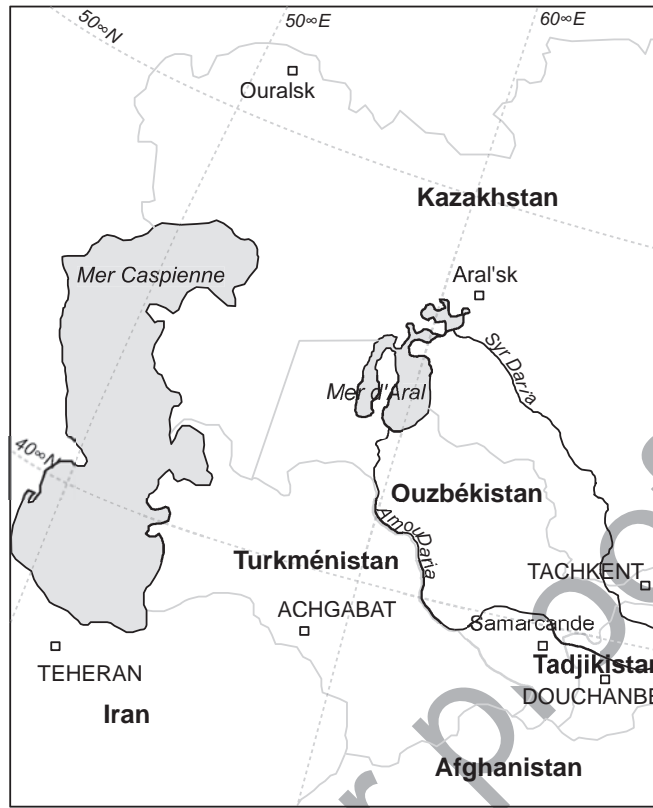 50∞N
50∞E
60∞E
Ouralsk
Kazakhstan
Mer Caspienne
Aral'sk
Syr Daria
Mer d'Aral
40∞N
Ouzbékistan
Amou Daria
Turkménistan
TACHKENT
ACHGABAT
Samarcande
TEHERAN
Tadjikistan
DOUCHANBE
Iran
Afghanistan